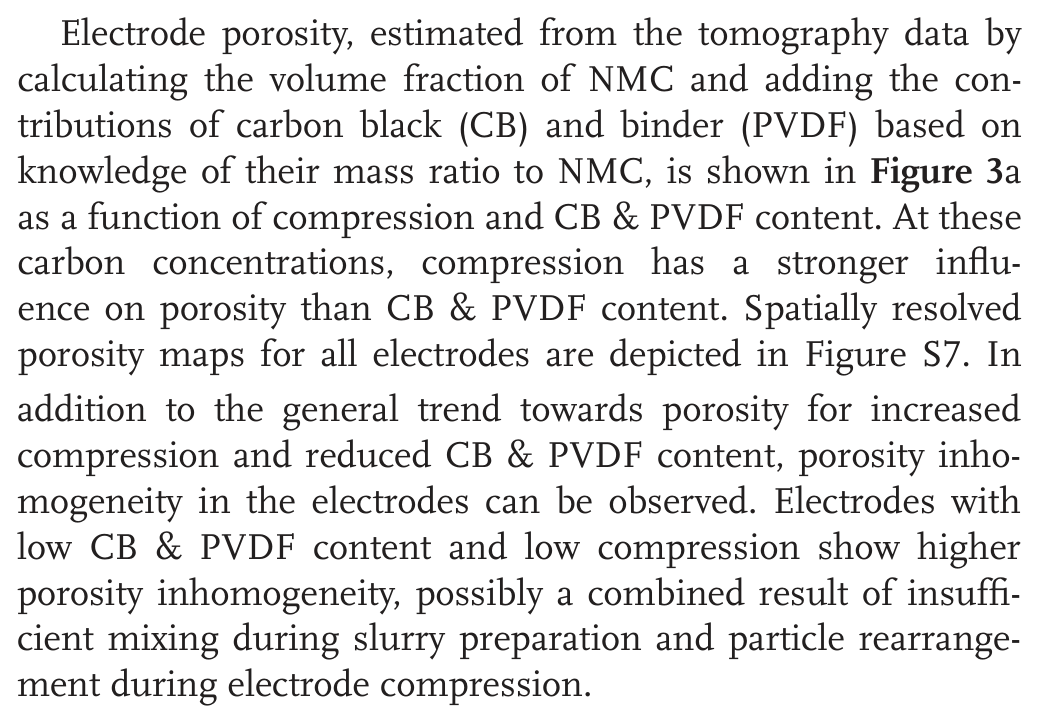 Electrode porosity, estimated from the tomography data by
calculating the volume fraction of NMC and adding the con-
tributions of carbon black (CB) and binder (PVDF) based on
knowledge of their mass ratio to NMC, is shown in Figure 3a
as a function of compression and CB & PVDF content. At these
carbon concentrations, compression has a stronger influ-
ence on porosity than CB & PVDF content. Spatially resolved
porosity maps for all electrodes are depicted in Figure S7. In
addition to the general trend towards porosity for increased
compression and reduced CB & PVDF content, porosity inho-
mogeneity in the electrodes can be observed. Electrodes with
low CB & PVDF content and low compression show higher
porosity inhomogeneity, possibly a combined result of insuffi-
cient mixing during slurry preparation and particle rearrange-
ment during electrode compression.